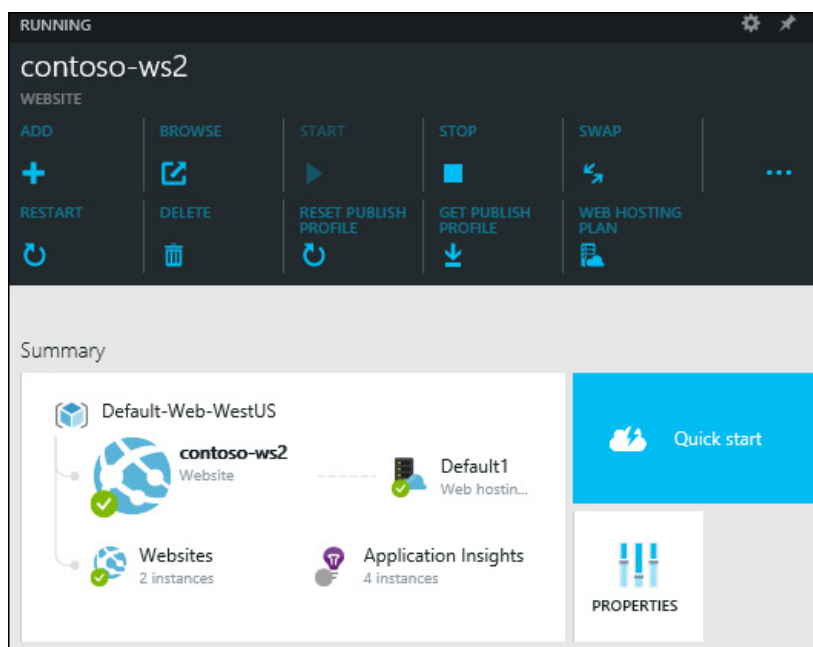 RUNNING
contoso-ws2
WEBSITE
ADD BROWSE START STOP SWAP
...
RESTART DELETE RESET PUBLISH PROFILE GET PUBLISH PROFILE WEB HOSTING PLAN
Summary
Default-Web-WestUS
contoso-ws2
Website
Default1
Web hostin...
Quick start
Websites
2 instances
Application Insights
4 instances
PROPERTIES